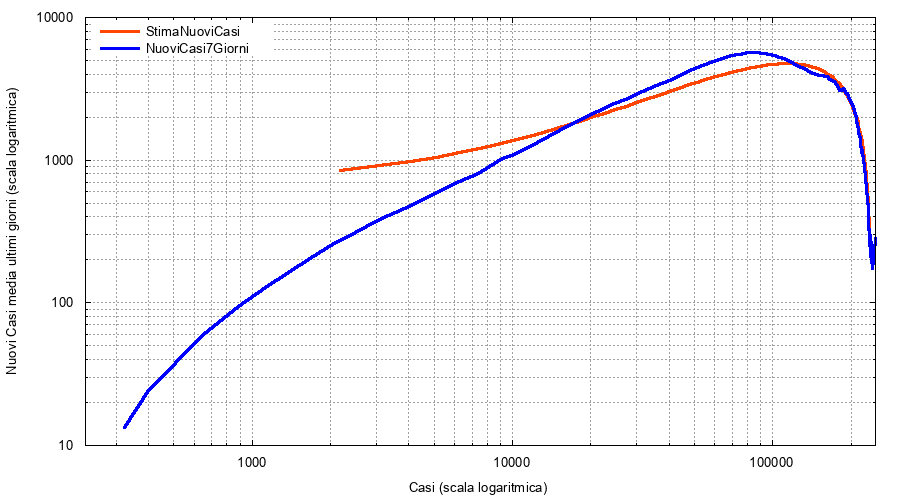 10000
StimaNuoviCasi
NuoviCasi7Giorni
1000
100
10
Nuovi Casi media ultimi giorni (scala logaritmica)
1000 10000 100000
Casi (scala logaritmica)